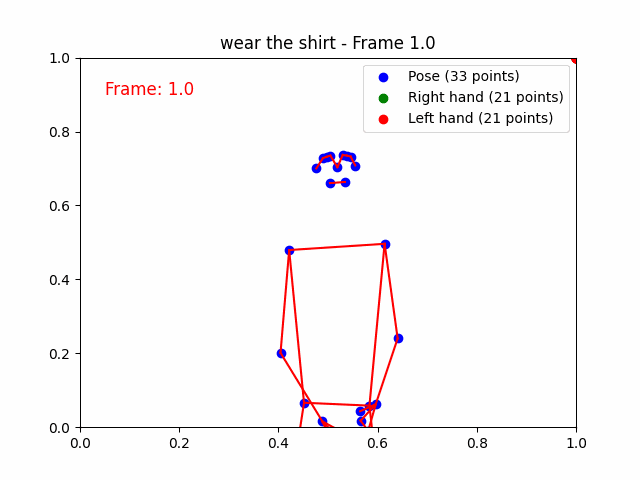 wear the shirt - Frame 1.0
Frame: 1.0
Pose (33 points)
Right hand (21 points)
Left hand (21 points)
1.0
0.8
0.6
0.4
0.2
0.0
0.0 0.2 0.4 0.6 0.8 1.0